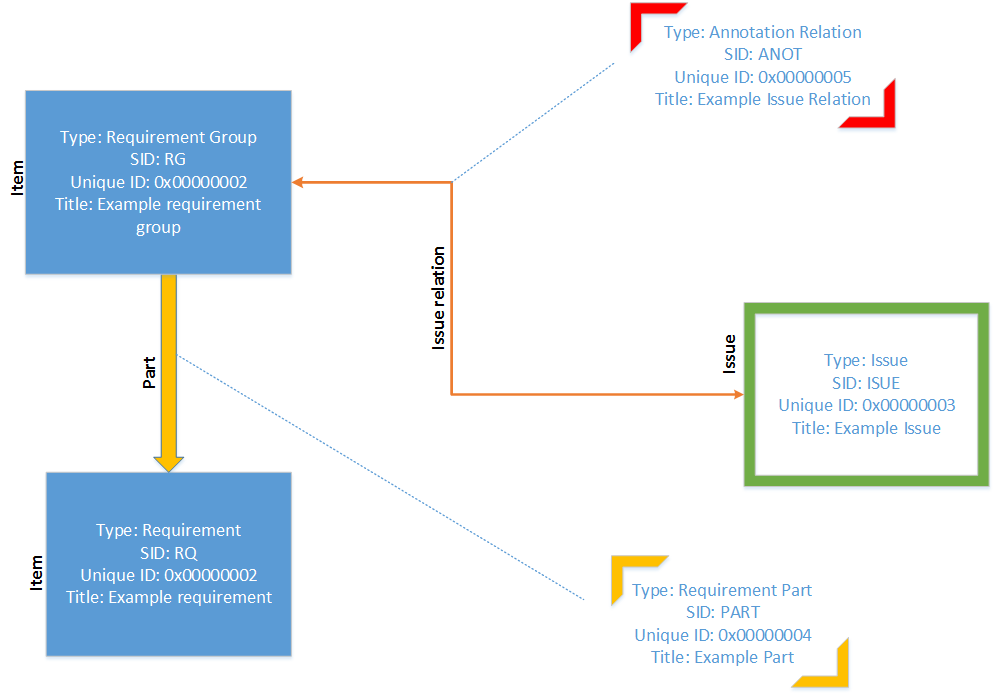 Type: Annotation Relation
SID: ANOT
Unique ID: 0x00000005
Title: Example Issue Relation
Item
Type: Requirement Group
SID: RG
Unique ID: 0x00000002
Title: Example requirement
group
Issue relation
Part
Issue
Type: Issue
SID: ISUE
Unique ID: 0x00000003
Title: Example Issue
Item
Type: Requirement
SID: RQ
Unique ID: 0x00000002
Title: Example requirement
Type: Requirement Part
SID: PART
Unique ID: 0x00000004
Title: Example Part